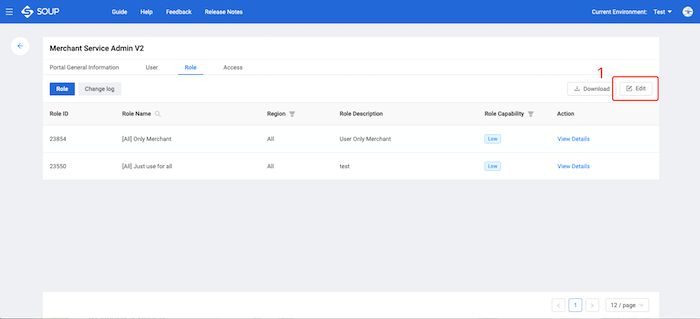 SOUP Guide Help Feedback Release Notes Current Environment: Test
Merchant Service Admin V2
Portal General Information User Role Access
1
Role Change log Download Edit
Role ID Role Name Region Role Description Role Capability Action
23854 [All] Only Merchant All User Only Merchant Low View Details
23550 [All] Just use for all All test Low View Details
1 12 / page